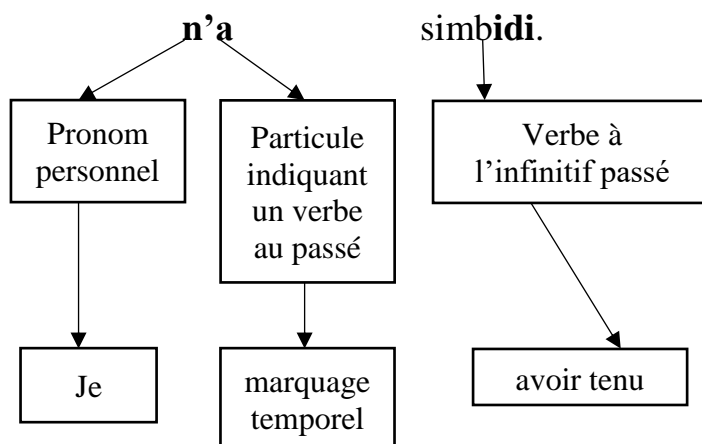 n'a simbidi.
Pronom
personnel
Particule
indiquant
un verbe
au passé
Verbe à
l'infinitif passé
Je
marquage
temporel
avoir tenu